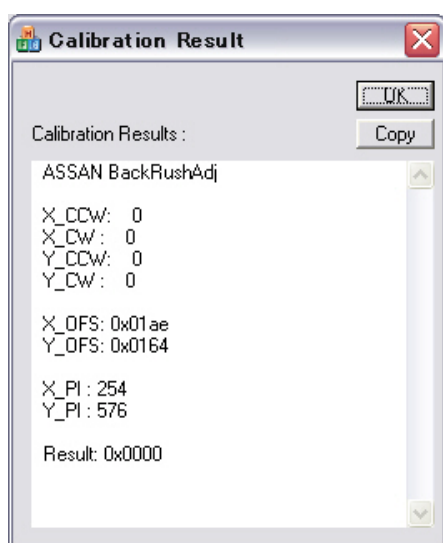 Calibration Result
OK
Calibration Results :
Copy
ASSAN BackRushAdj
X_CCW: 0
X_CW : 0
Y_CCW: 0
Y_CW : 0
X_OFS: 0x01ae
Y_OFS: 0x0164
X_PI : 254
Y_PI : 576
Result: 0x0000